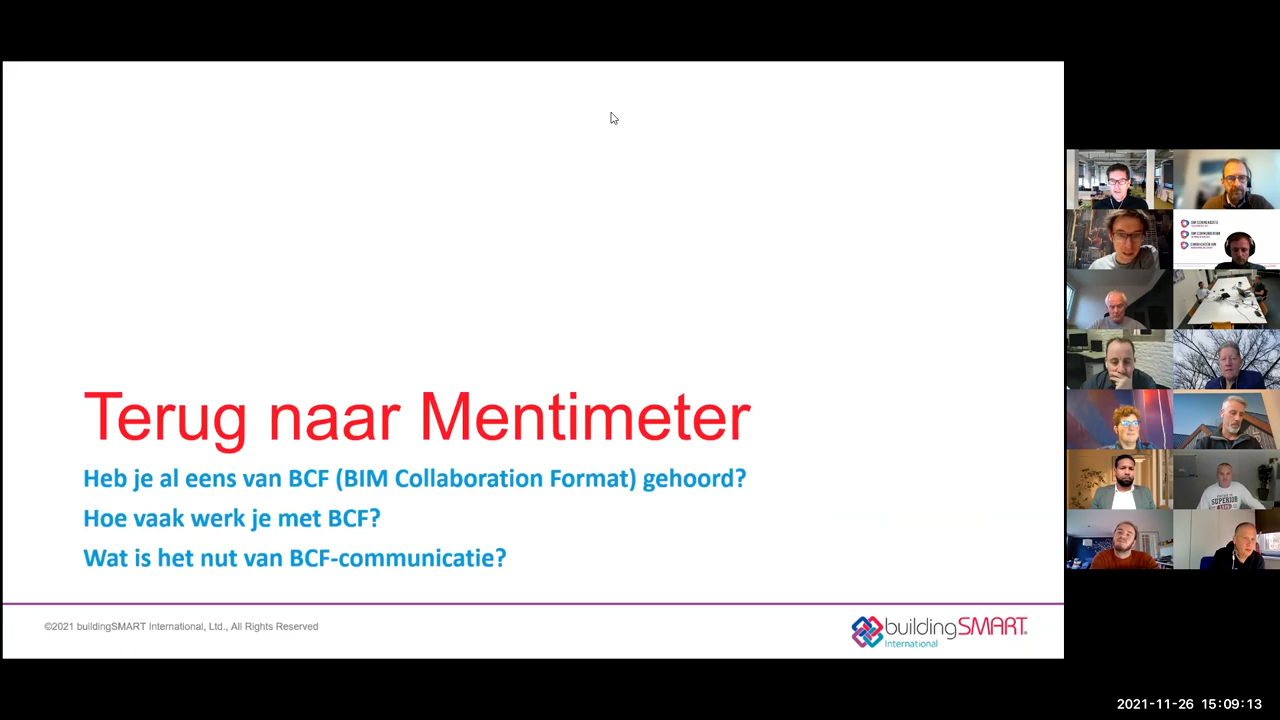 Terug naar Mentimeter
Heb je al eens van BCF (BIM Collaboration Format) gehoord?
Hoe vaak werk je met BCF?
Wat is het nut van BCF-communicatie?
©2021 buildingSMART International, Ltd., All Rights Reserved
buildingSMART®
International
SUPERIOR
2021-11-26 15:09:13